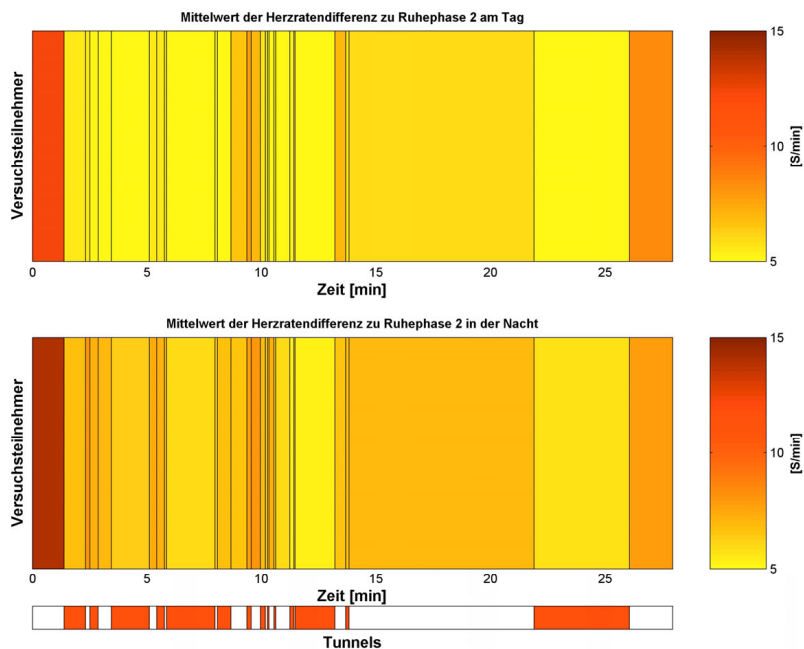 Mittelwert der Herzratendifferenz zu Ruhephase 2 am Tag
Versuchsteilnehmer
0 5 10 15 20 25
Zeit [min]
15
10
5
[S/min]
Mittelwert der Herzratendifferenz zu Ruhephase 2 in der Nacht
Versuchsteilnehmer
0 5 10 15 20 25
Zeit [min]
15
10
5
[S/min]
Tunnels